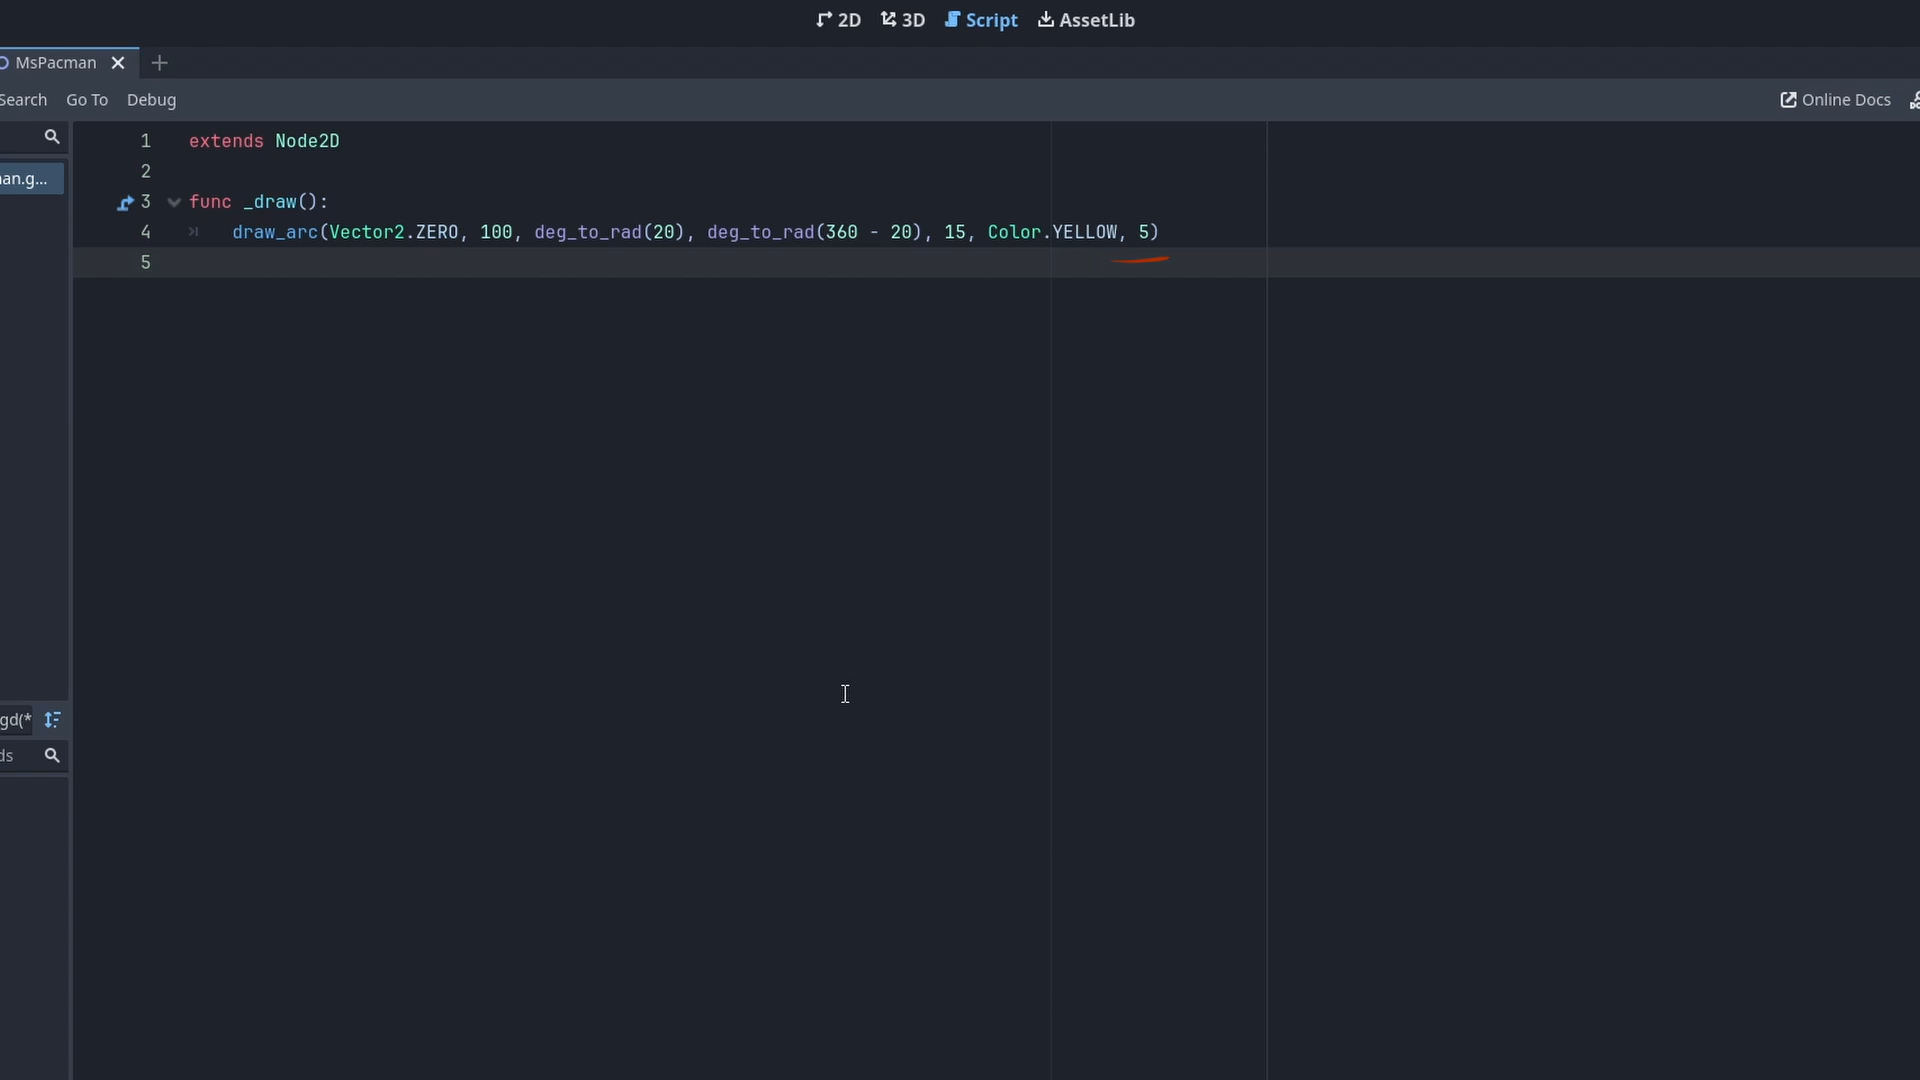 2D 3D Script AssetLib
MsPacman
Search Go To Debug Online Docs
1 extends Node2D
2
an.g...
3 func _draw():
4 draw_arc(Vector2.ZERO, 100, deg_to_rad(20), deg_to_rad(360 - 20), 15, Color.YELLOW, 5)
5
gd(*
ds